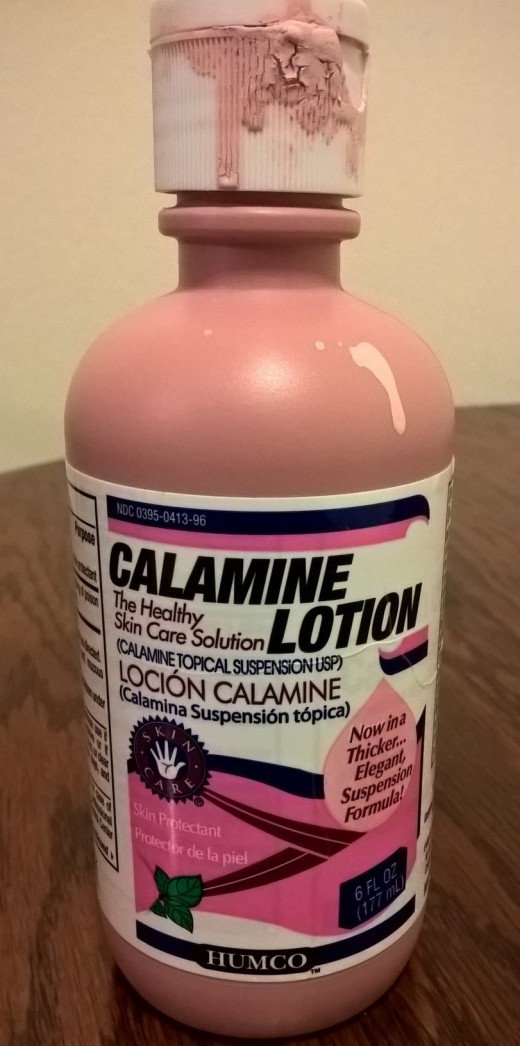 NDC 0395-0413-96
CALAMINE
The Healthy
Skin Care Solution
LOTION
(CALAMINE TOPICAL SUSPENSION USP)
LOCIÓN CALAMINE
(Calamina Suspensión tópica)
SKIN
CARE
®
Now in a
Thicker...
Elegant,
Suspension
Formula!
Skin Protectant
Protector de la piel
6 FL OZ
(177 mL)
HUMCO™
Purpose